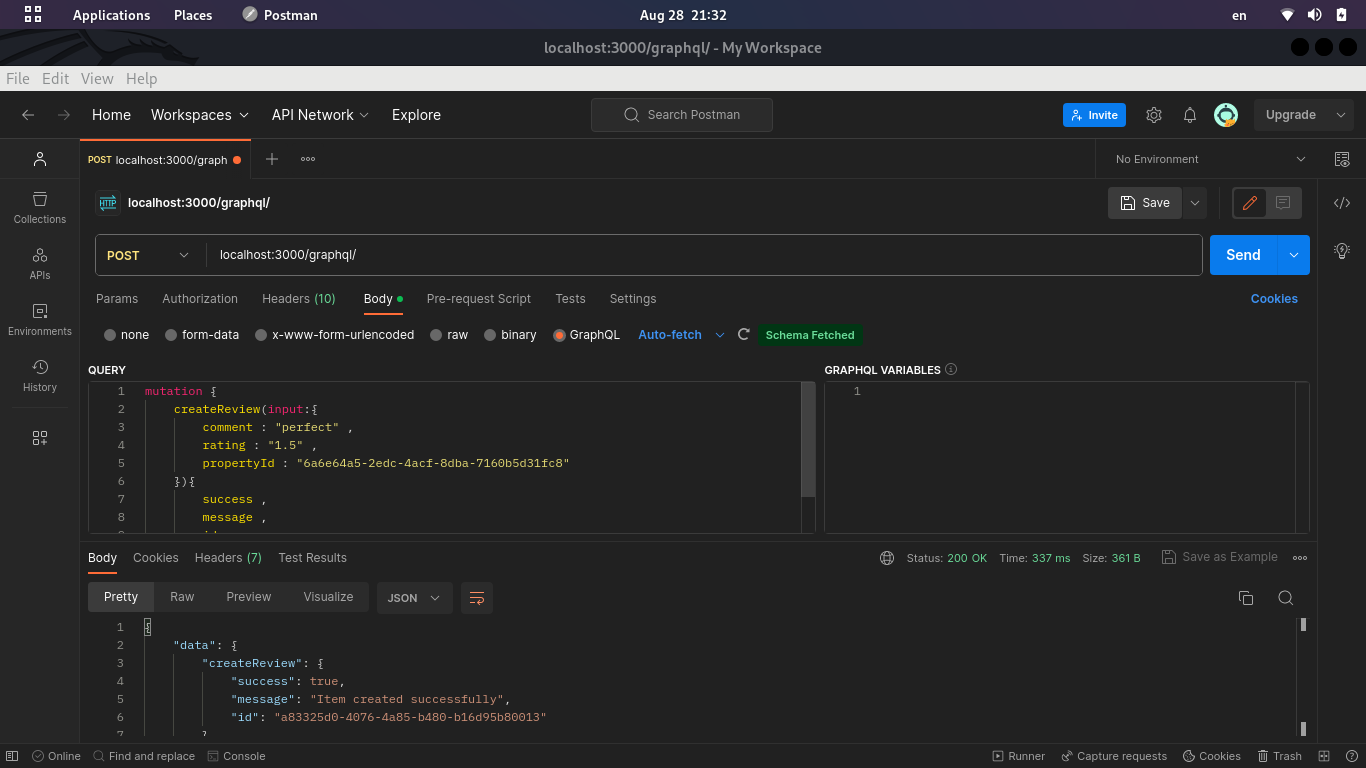 Applications Places Postman Aug 28 21:32 en
localhost:3000/graphql/ - My Workspace
File Edit View Help
Home Workspaces API Network Explore Search Postman Invite Upgrade
POST localhost:3000/graph No Environment
HTTP localhost:3000/graphql/ Save
POST localhost:3000/graphql/ Send
Params Authorization Headers (10) Body Pre-request Script Tests Settings Cookies
none form-data x-www-form-urlencoded raw binary GraphQL Auto-fetch Schema Fetched
Collections
APIs
Environments
History
QUERY
1 mutation {
2 createReview(input:{
3 comment : "perfect" ,
4 rating : "1.5" ,
5 propertyId : "6a6e64a5-2edc-4acf-8dba-7160b5d31fc8"
6 }){
7 success ,
8 message ,
GRAPHQL VARIABLES
1
Body Cookies Headers (7) Test Results Status: 200 OK Time: 337 ms Size: 361 B Save as Example
Pretty Raw Preview Visualize JSON
1 {
2 "data": {
3 "createReview": {
4 "success": true,
5 "message": "Item created successfully",
6 "id": "a83325d0-4076-4a85-b480-b16d95b80013"
7 }
Online Find and replace Console Runner Capture requests Cookies Trash